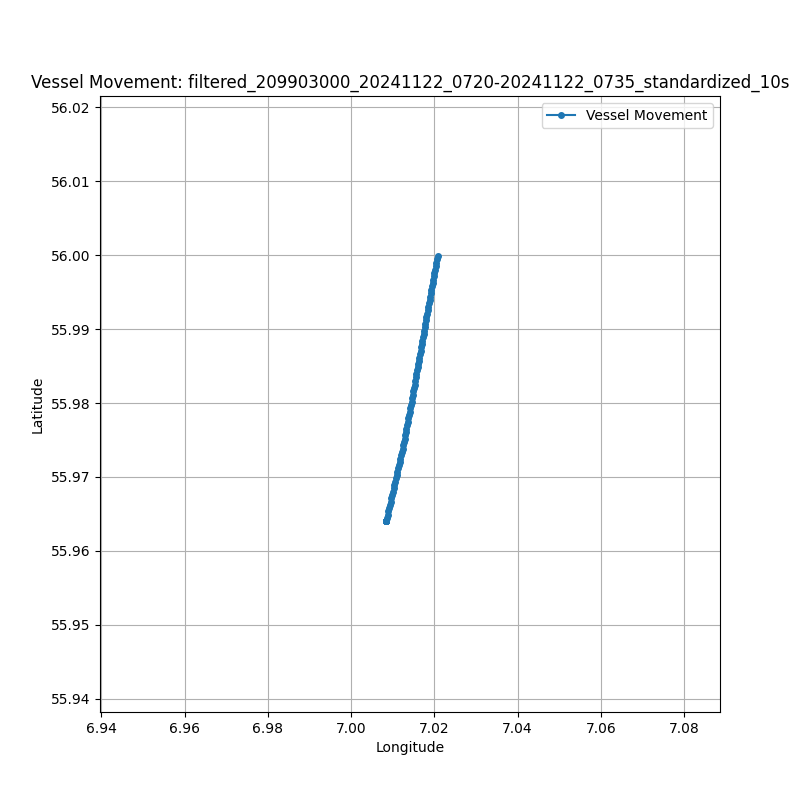 Vessel Movement: filtered_209903000_20241122_0720-20241122_0735_standardized_10s
Vessel Movement
56.02
56.01
56.00
55.99
55.98
55.97
55.96
55.95
55.94
Latitude
6.94 6.96 6.98 7.00 7.02 7.04 7.06 7.08
Longitude